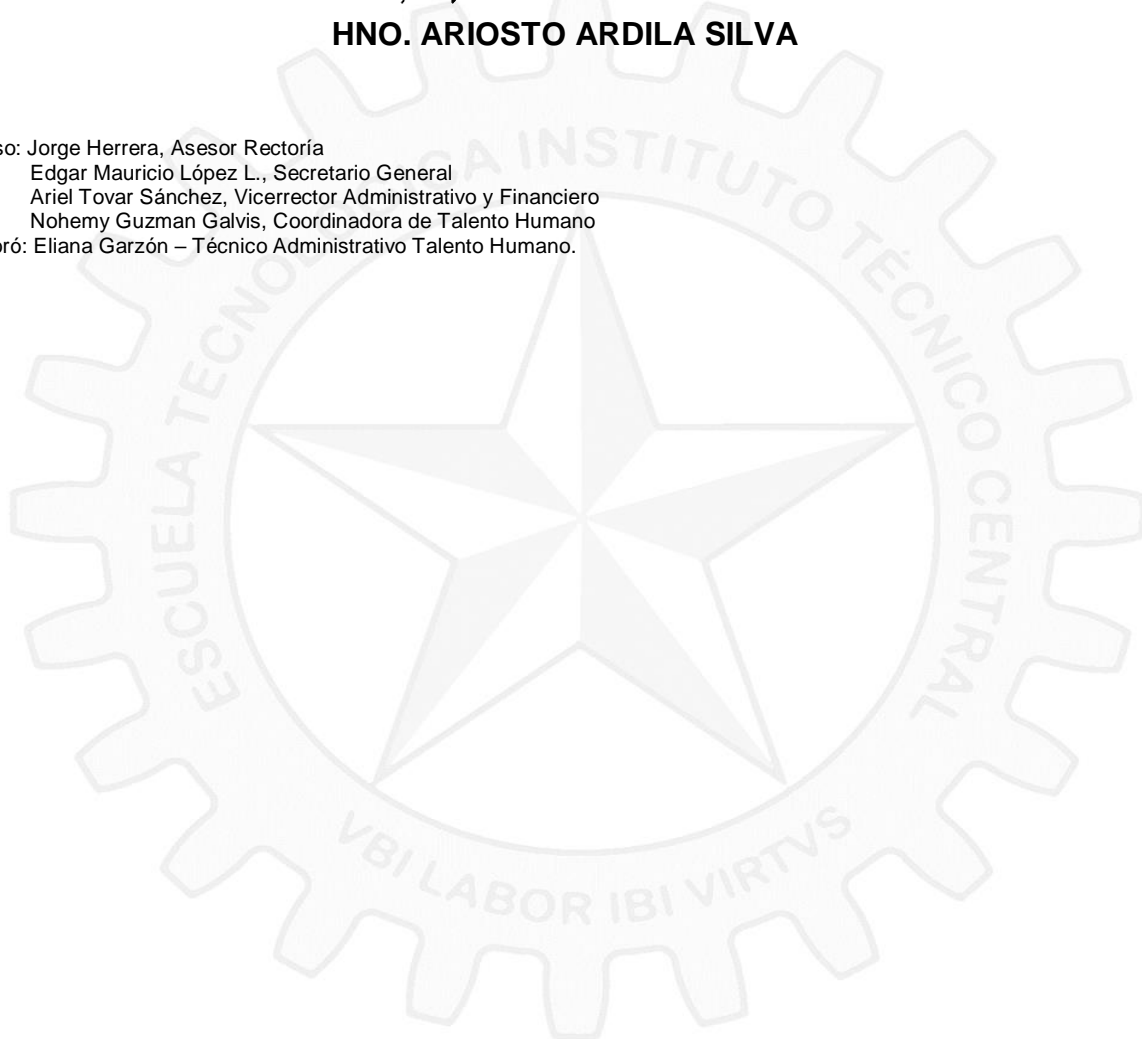 HNO. ARIOSTO ARDILA SILVA
so: Jorge Herrera, Asesor Rectoría
Edgar Mauricio López L., Secretario General
Ariel Tovar Sánchez, Vicerrector Administrativo y Financiero
Nohemy Guzman Galvis, Coordinadora de Talento Humano
oró: Eliana Garzón – Técnico Administrativo Talento Humano.
ESCUELA TECNOLÓGICA INSTITUTO TÉCNICO CENTRAL
VBI LABOR IBI VIRTVS